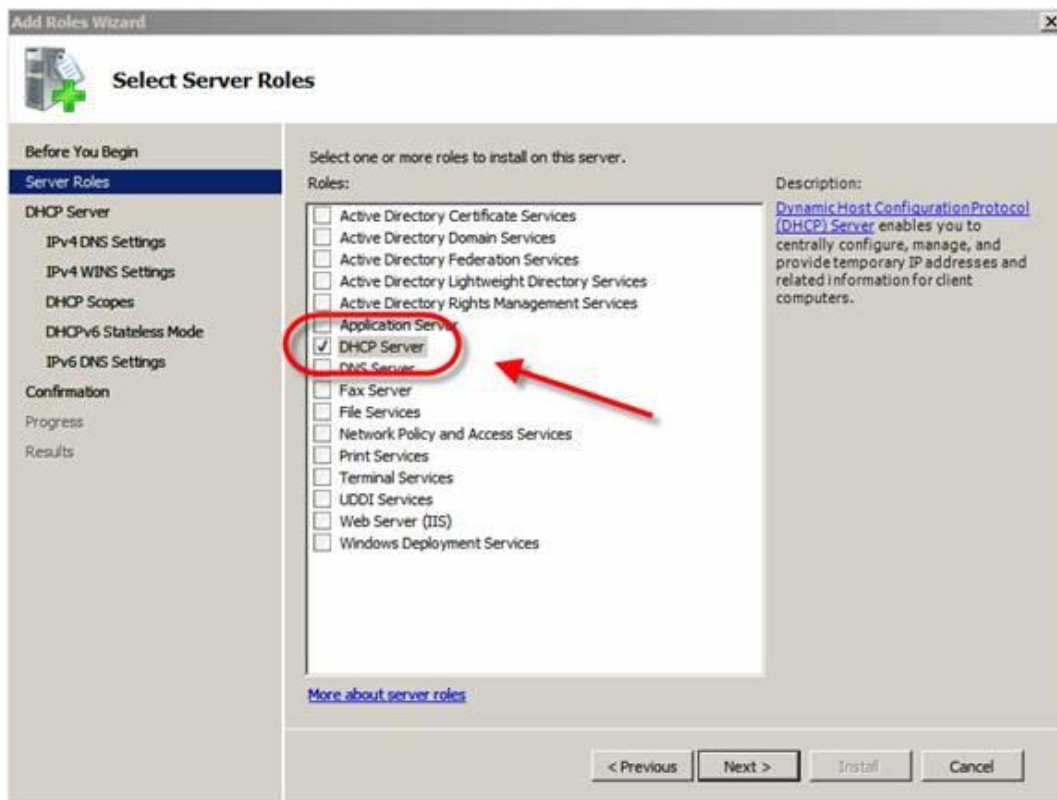 Add Roles Wizard
Select Server Roles
Before You Begin
Server Roles
DHCP Server
IPv4 DNS Settings
IPv4 WINS Settings
DHCP Scopes
DHCPv6 Stateless Mode
IPv6 DNS Settings
Confirmation
Progress
Results
Select one or more roles to install on this server.
Roles:
Active Directory Certificate Services
Active Directory Domain Services
Active Directory Federation Services
Active Directory Lightweight Directory Services
Active Directory Rights Management Services
Application Server
DHCP Server
DNS Server
Fax Server
File Services
Network Policy and Access Services
Print Services
Terminal Services
UDDI Services
Web Server (IIS)
Windows Deployment Services
More about server roles
Description:
Dynamic Host Configuration Protocol
(DHCP) Server enables you to
centrally configure, manage, and
provide temporary IP addresses and
related information for client
computers.
< Previous
Next >
Install
Cancel